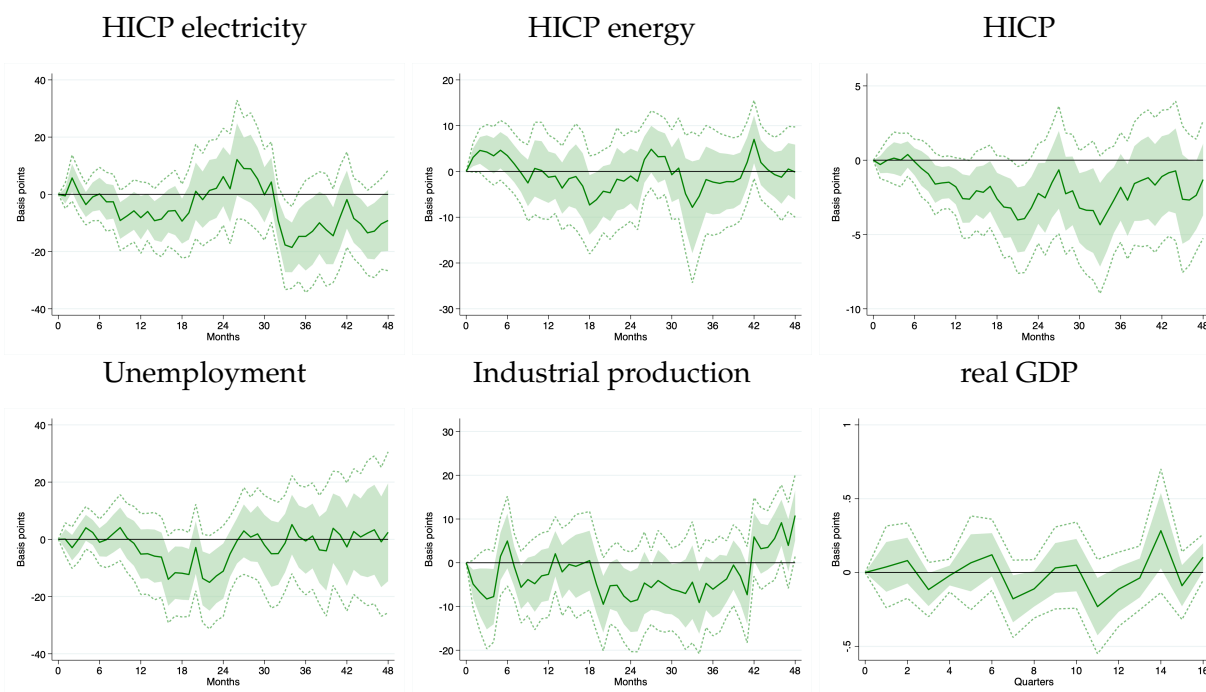 HICP electricity
HICP energy
HICP
40
20
0
-20
-40
Basis points
0 6 12 18 24 30 36 42 48
Months
20
10
0
-10
-20
-30
Basis points
0 6 12 18 24 30 36 42 48
Months
5
0
-5
-10
Basis points
0 6 12 18 24 30 36 42 48
Months
Unemployment
Industrial production
real GDP
40
20
0
-20
-40
Basis points
0 6 12 18 24 30 36 42 48
Months
30
20
10
0
-10
-20
Basis points
0 6 12 18 24 30 36 42 48
Months
1
.5
0
-.5
Basis points
0 2 4 6 8 10 12 14 16
Quarters